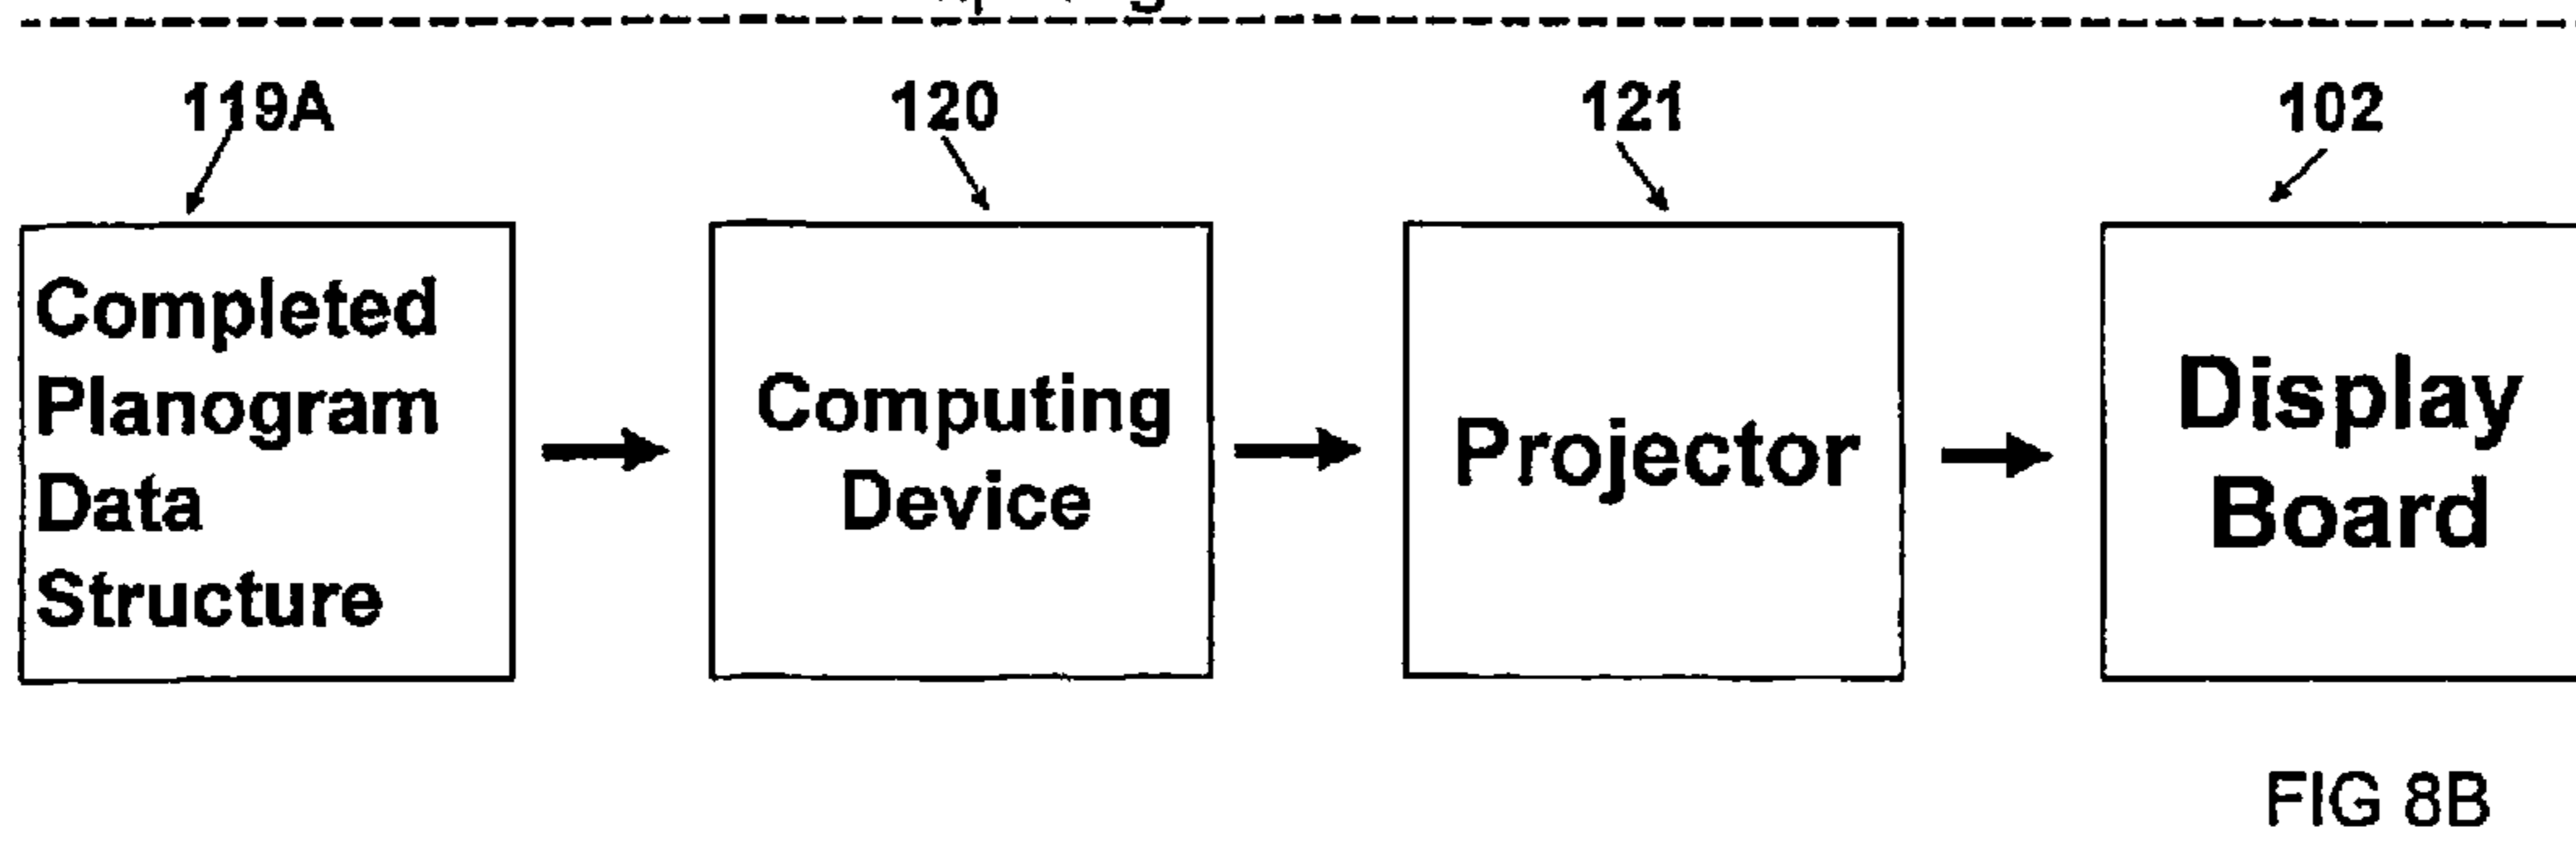 119A 120 121 102
Completed
Planogram
Data
Structure
Computing
Device
Projector
Display
Board
FIG 8B